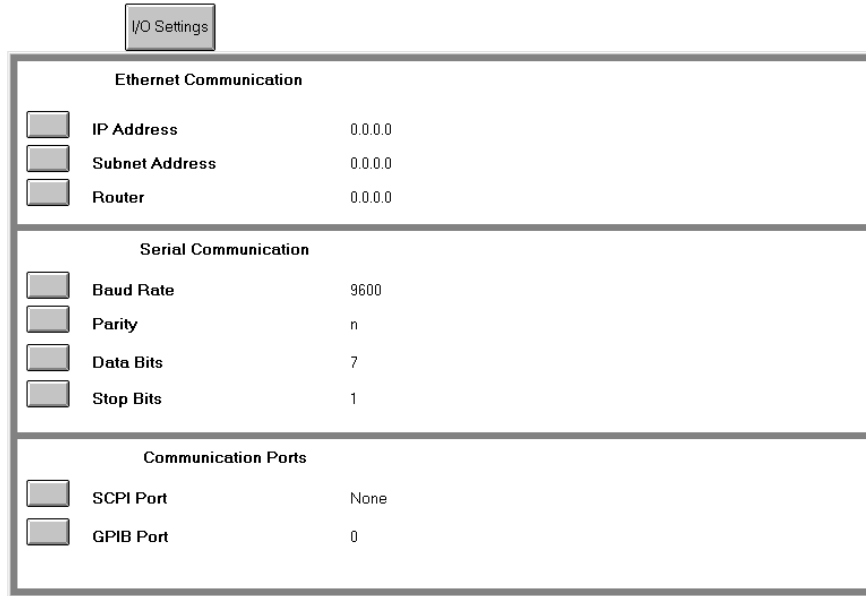 I/O Settings
Ethernet Communication
IP Address 0.0.0.0
Subnet Address 0.0.0.0
Router 0.0.0.0
Serial Communication
Baud Rate 9600
Parity n
Data Bits 7
Stop Bits 1
Communication Ports
SCPI Port None
GPIB Port 0